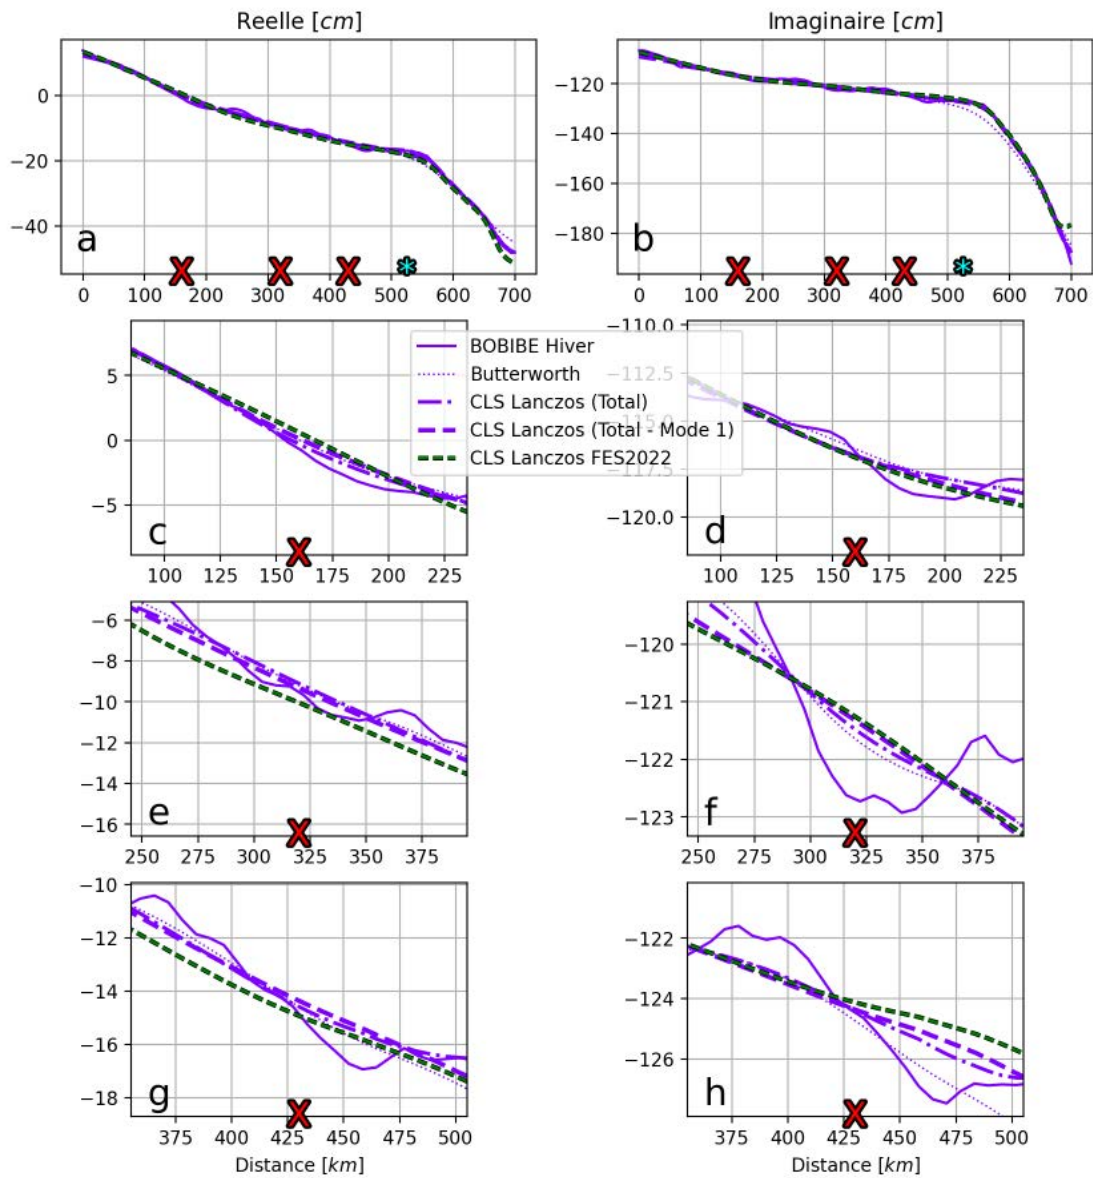 Reelle [cm]
Imaginaire [cm]
0
−20
−40
a
0 100 200 300 400 500 600 700
−120
−140
−160
−180
b
0 100 200 300 400 500 600 700
BOBIBE Hiver
Butterworth
CLS Lanczos (Total)
CLS Lanczos (Total - Mode 1)
CLS Lanczos FES2022
5
0
−5
c
100 125 150 175 200 225
−110.0
−112.5
−115.0
−117.5
−120.0
d
100 125 150 175 200 225
−6
−8
−10
−12
−14
−16
e
250 275 300 325 350 375
−120
−121
−122
−123
f
250 275 300 325 350 375
−10
−12
−14
−16
−18
g
375 400 425 450 475 500
Distance [km]
−122
−124
−126
h
375 400 425 450 475 500
Distance [km]